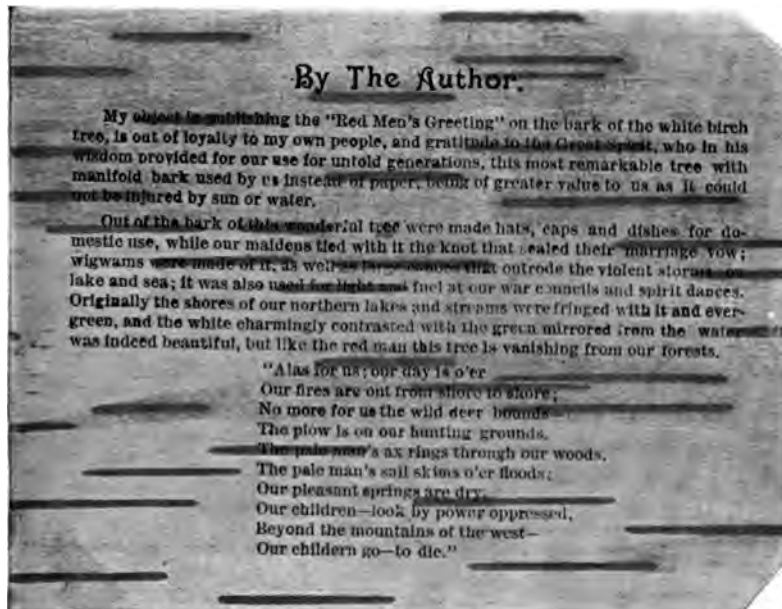 By The Author.
My object in publishing the "Red Men's Greeting" on the bark of the white birch
tree, is out of loyalty to my own people, and gratitude to the Great Spirit, who in his
wisdom provided for our use for untold generations, this most remarkable tree with
manifold bark used by us instead of paper, being of greater value to us as it could
not be injured by sun or water.
Out of the bark of this wonderful tree were made hats, caps and dishes for do-
mestic use, while our maidens tied with it the knot that sealed their marriage vow;
wigwams were made of it, as well as large canoes that outrode the violent storms on
lake and sea; it was also used for light and fuel at our war councils and spirit dances.
Originally the shores of our northern lakes and streams were fringed with it and ever-
green, and the white charmingly contrasted with the green mirrored from the water
was indeed beautiful, but like the red man this tree is vanishing from our forests.
"Alas for us; our day is o'er
Our fires are out from shore to shore;
No more for us the wild deer bounds—
The plow is on our hunting grounds.
The pale man's ax rings through our woods,
The pale man's sail skims o'er floods;
Our pleasant springs are dry.
Our children—look by power oppressed,
Beyond the mountains of the west—
Our childern go—to die."